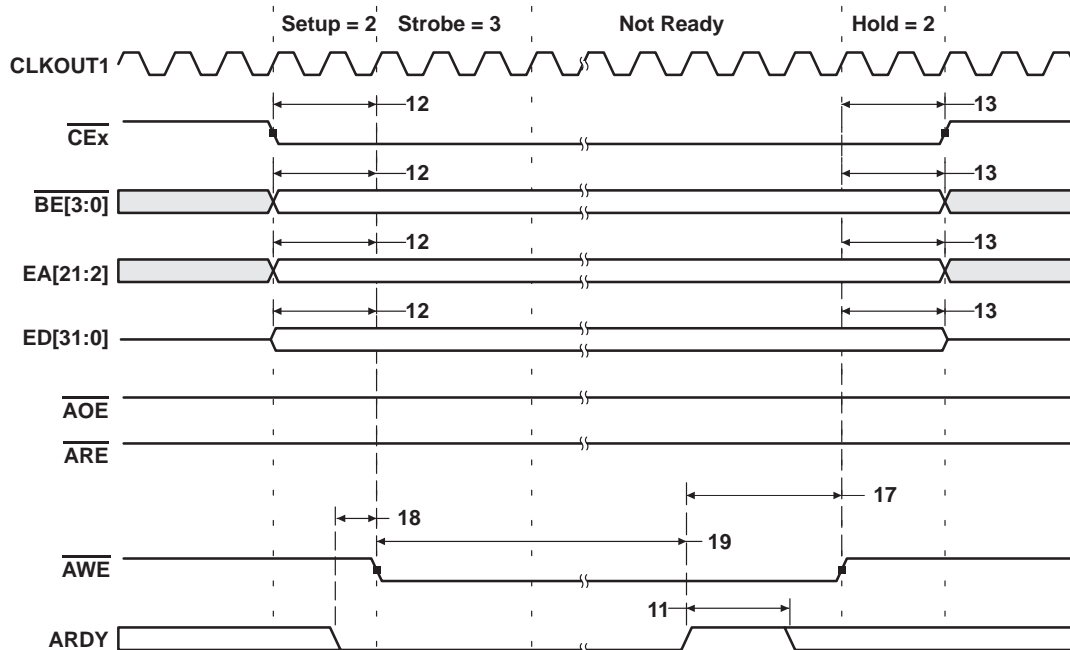 Setup = 2 Strobe = 3 Not Ready Hold = 2
CLKOUT1
12 13
CEx
12 13
BE[3:0]
12 13
EA[21:2]
12 13
ED[31:0]
AOE
ARE
17
18
19
AWE
11
ARDY